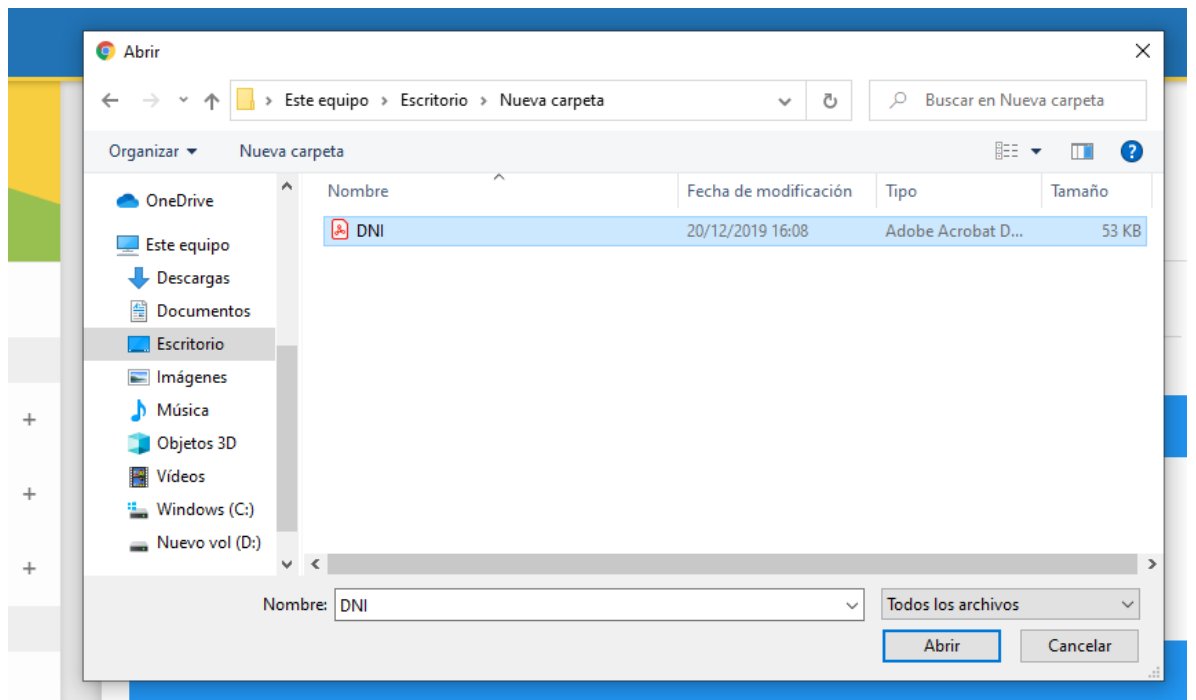 Abrir
Este equipo > Escritorio > Nueva carpeta
Buscar en Nueva carpeta
Organizar Nueva carpeta
Nombre Fecha de modificación Tipo Tamaño
DNI 20/12/2019 16:08 Adobe Acrobat D... 53 KB
OneDrive
Este equipo
Descargas
Documentos
Escritorio
Imágenes
Música
Objetos 3D
Vídeos
Windows (C:)
Nuevo vol (D:)
Nombre: DNI Todos los archivos
Abrir Cancelar